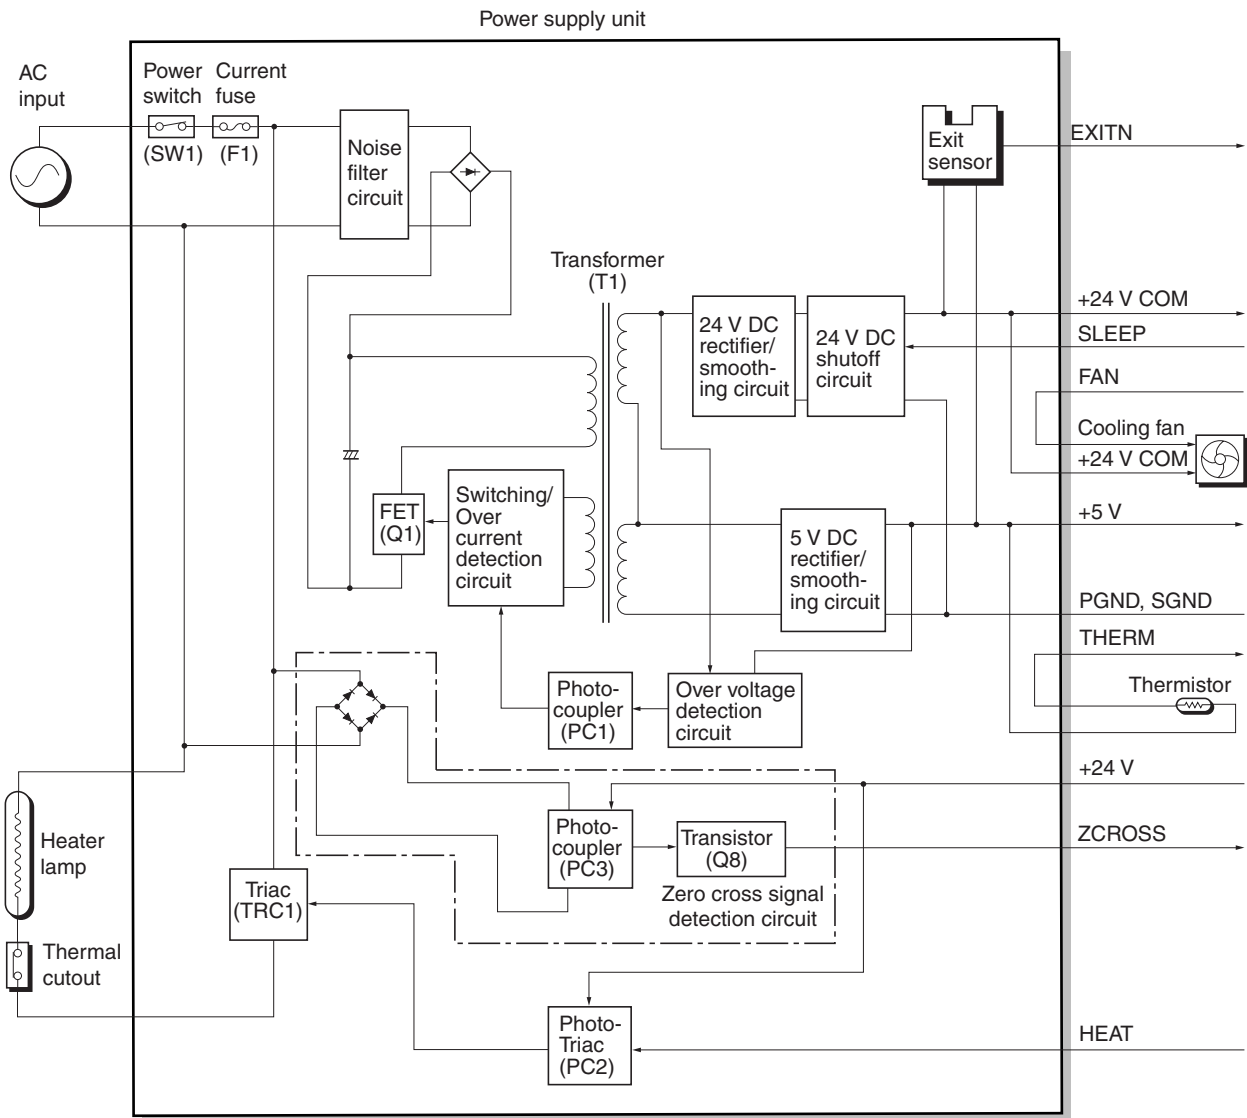 Power supply unit
AC
input
Power
switch
(SW1)
Current
fuse
(F1)
Noise
filter
circuit
Exit
sensor
EXITN
Transformer
(T1)
24 V DC
rectifier/
smooth-
ing circuit
24 V DC
shutoff
circuit
+24 V COM
SLEEP
FAN
Cooling fan
+24 V COM
FET
(Q1)
Switching/
Over
current
detection
circuit
5 V DC
rectifier/
smooth-
ing circuit
+5 V
PGND, SGND
THERM
Thermistor
Photo-
coupler
(PC1)
Over voltage
detection
circuit
+24 V
Photo-
coupler
(PC3)
Transistor
(Q8)
ZCROSS
Zero cross signal
detection circuit
Heater
lamp
Triac
(TRC1)
Thermal
cutout
Photo-
Triac
(PC2)
HEAT